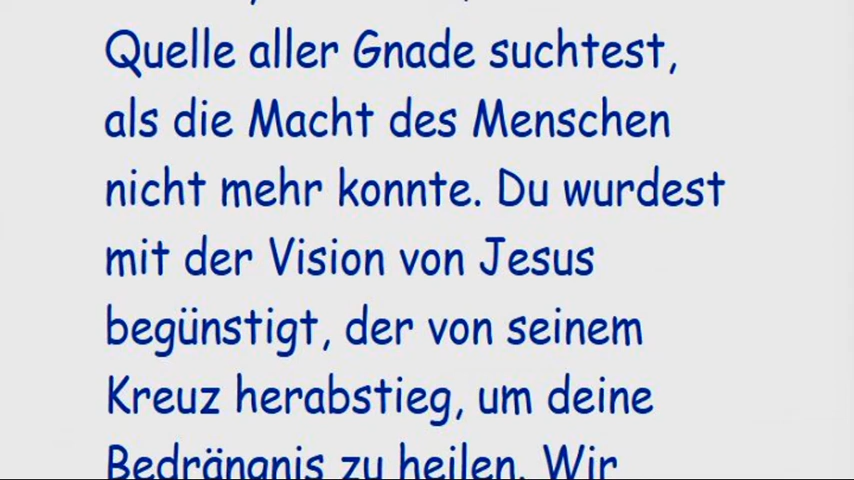 Quelle aller Gnade suchtest,
als die Macht des Menschen
nicht mehr konnte. Du wurdest
mit der Vision von Jesus
begünstigt, der von seinem
Kreuz herabstieg, um deine
Bedrängnis zu heilen. Wir